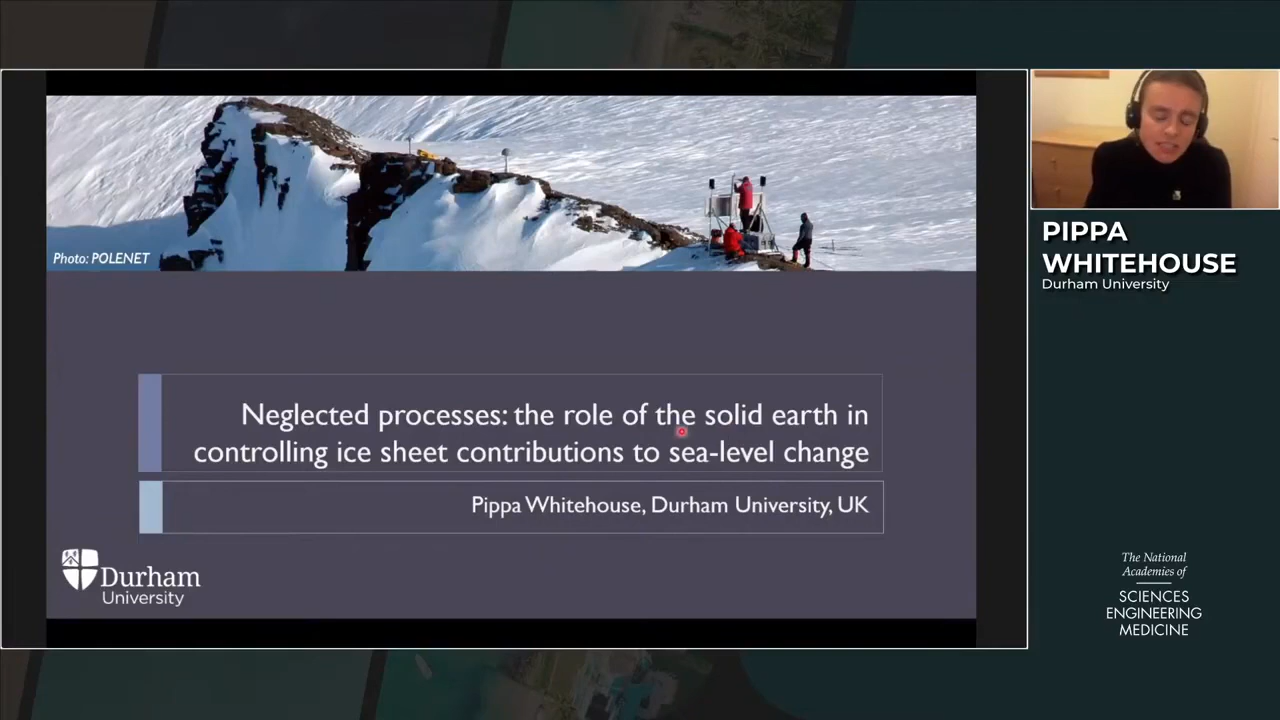 Photo: POLENET
Neglected processes: the role of the solid earth in
controlling ice sheet contributions to sea-level change
Pippa Whitehouse, Durham University, UK
Durham
University
PIPPA
WHITEHOUSE
Durham University
The National
Academies of
SCIENCES
ENGINEERING
MEDICINE